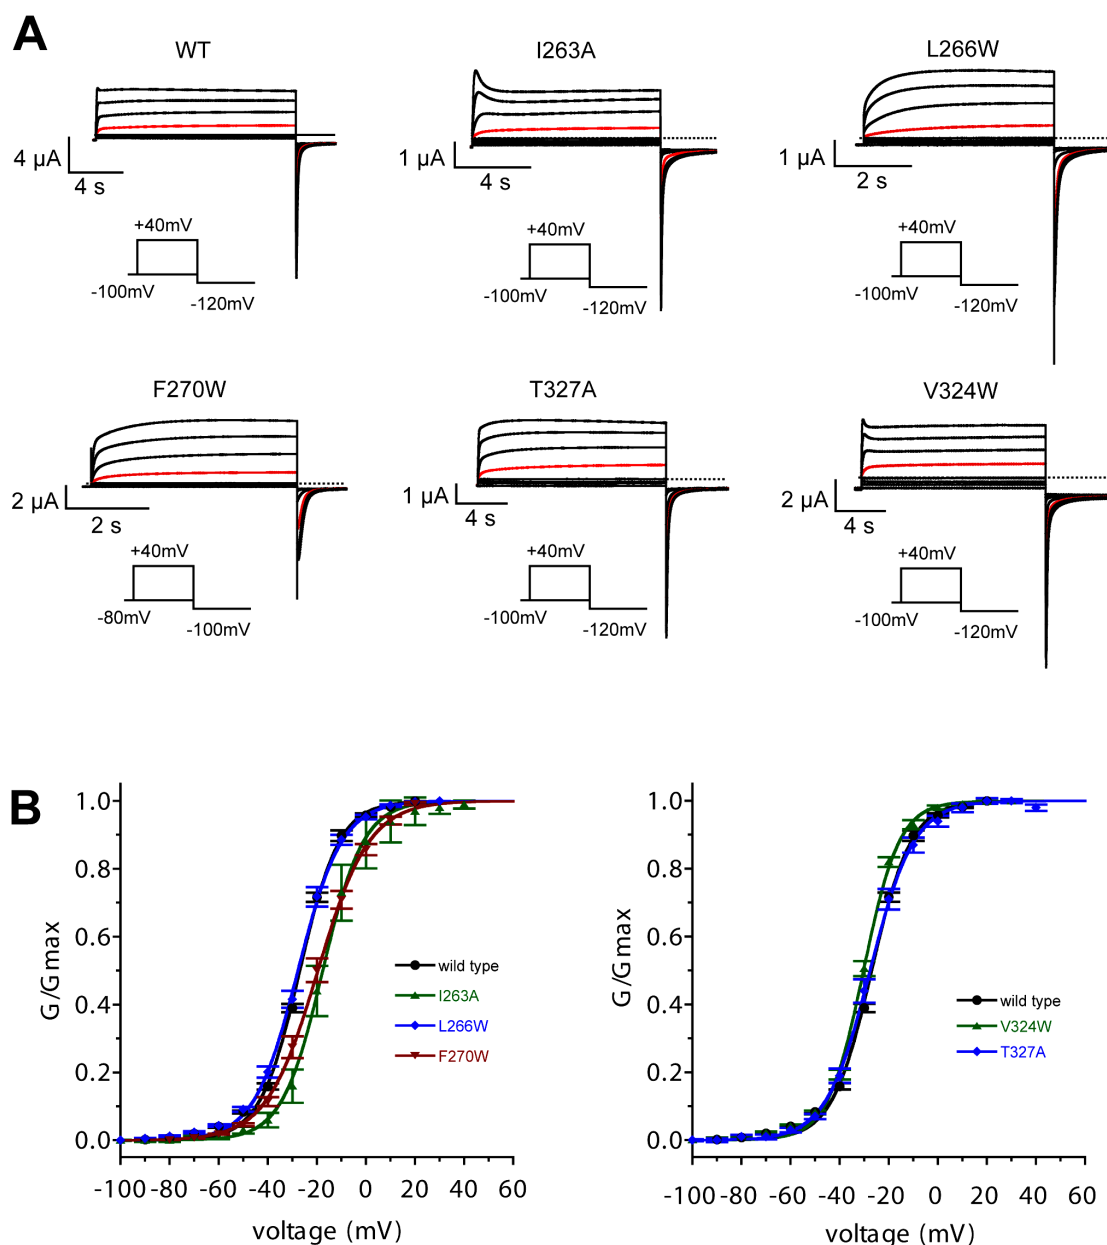 A
WT
I263A
L266W
4 µA
4 s
1 µA
4 s
1 µA
2 s
+40mV
-100mV
-120mV
+40mV
-100mV
-120mV
+40mV
-100mV
-120mV
F270W
T327A
V324W
2 µA
2 s
1 µA
4 s
2 µA
4 s
+40mV
-80mV
-100mV
+40mV
-100mV
-120mV
+40mV
-100mV
-120mV
B
G/Gmax
1.0
0.8
0.6
0.4
0.2
0.0
-100 -80 -60 -40 -20 0 20 40 60
voltage (mV)
wild type
I263A
L266W
F270W
G/Gmax
1.0
0.8
0.6
0.4
0.2
0.0
-100 -80 -60 -40 -20 0 20 40 60
voltage (mV)
wild type
V324W
T327A